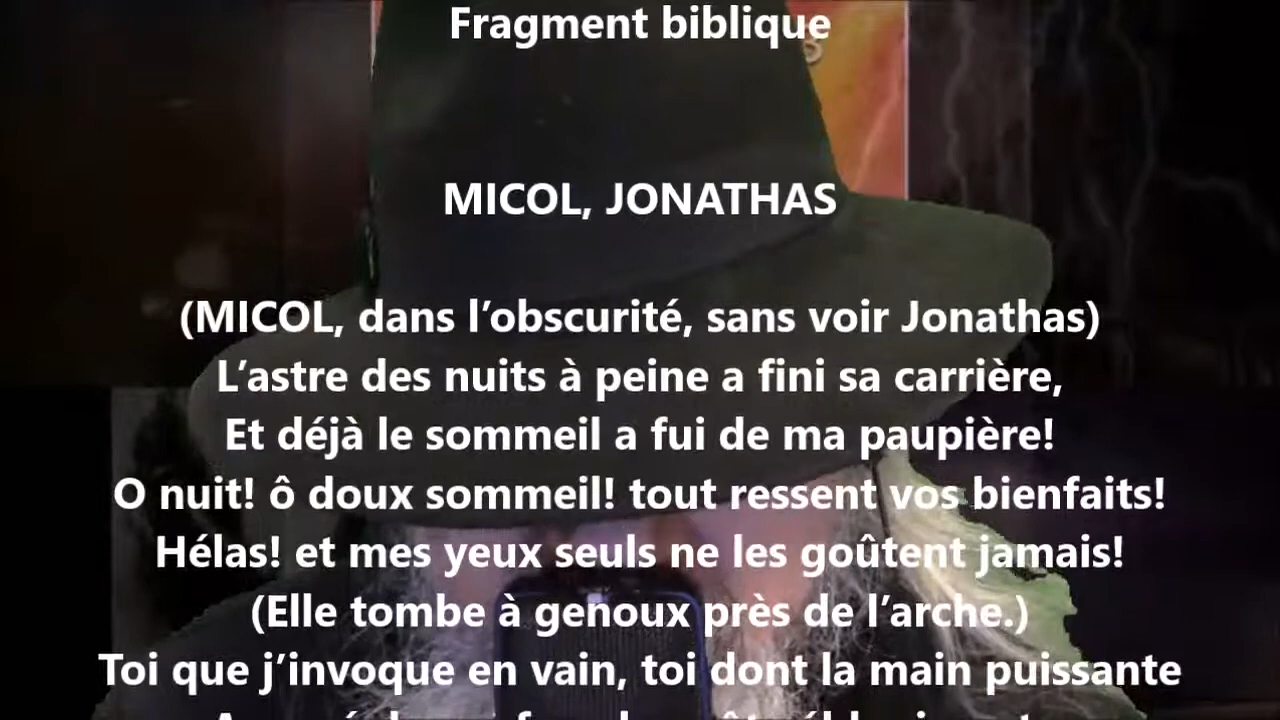 Fragment biblique
MICOL, JONATHAS
(MICOL, dans l’obscurité, sans voir Jonathas)
L’astre des nuits à peine a fini sa carrière,
Et déjà le sommeil a fui de ma paupière!
O nuit! ô doux sommeil! tout ressent vos bienfaits!
Hélas! et mes yeux seuls ne les goûtent jamais!
(Elle tombe à genoux près de l’arche.)
Toi que j’invoque en vain, toi dont la main puissante